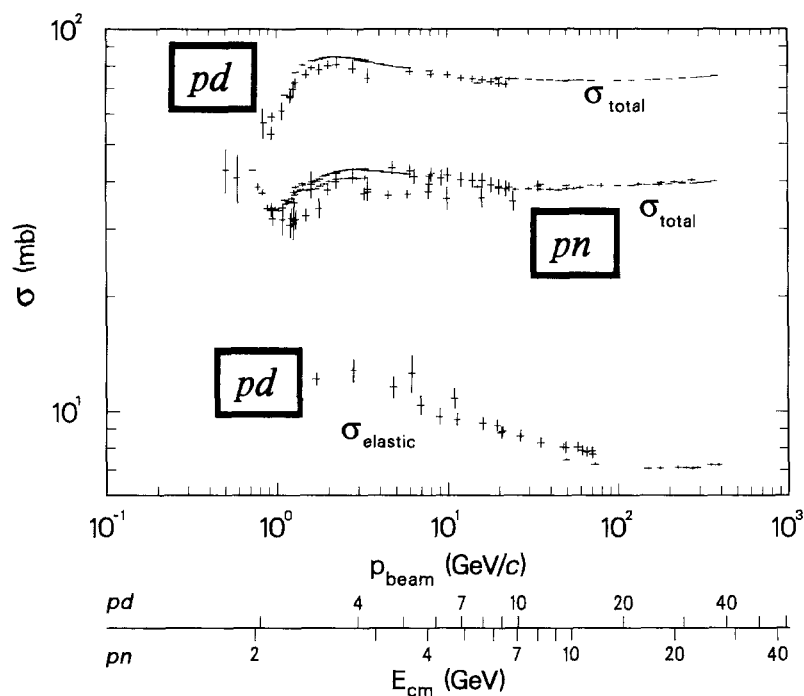 10²
pd
σ total
σ total
pn
σ (mb)
pd
10¹
σ elastic
10⁻¹ 10⁰ 10¹ 10² 10³
p beam (GeV/c)
pd 4 7 10 20 40
pn 2 4 7 10 20 40
E cm (GeV)